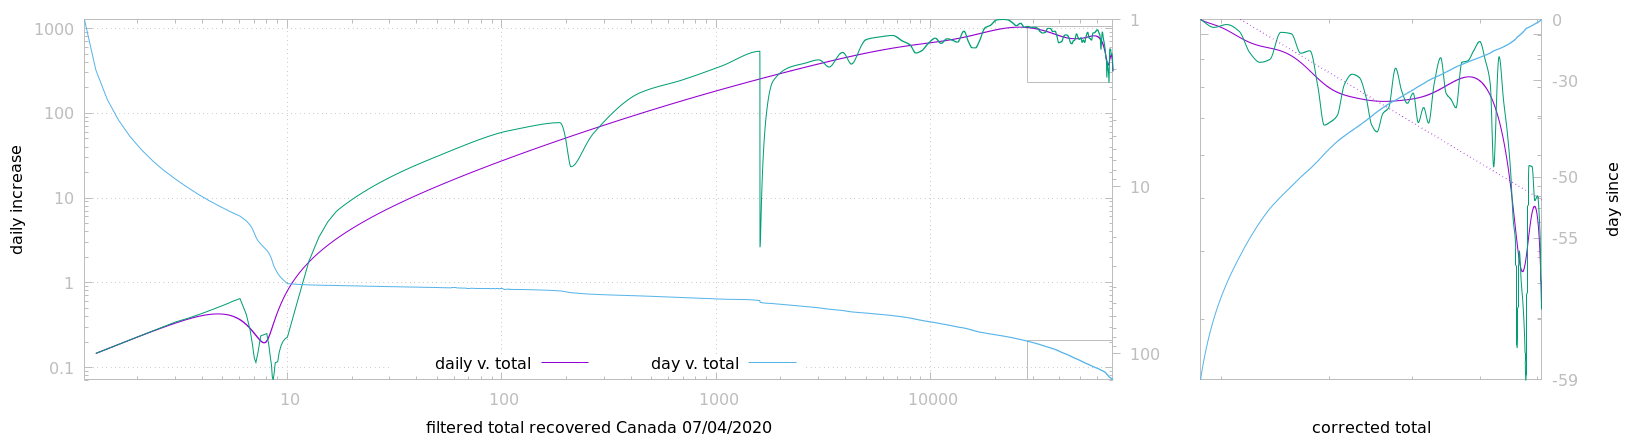 daily increase
1000
100
10
1
0.1
10
100
1000
10000
1
10
100
daily v. total
day v. total
filtered total recovered Canada 07/04/2020
0
-30
-50
-55
-59
day since
corrected total